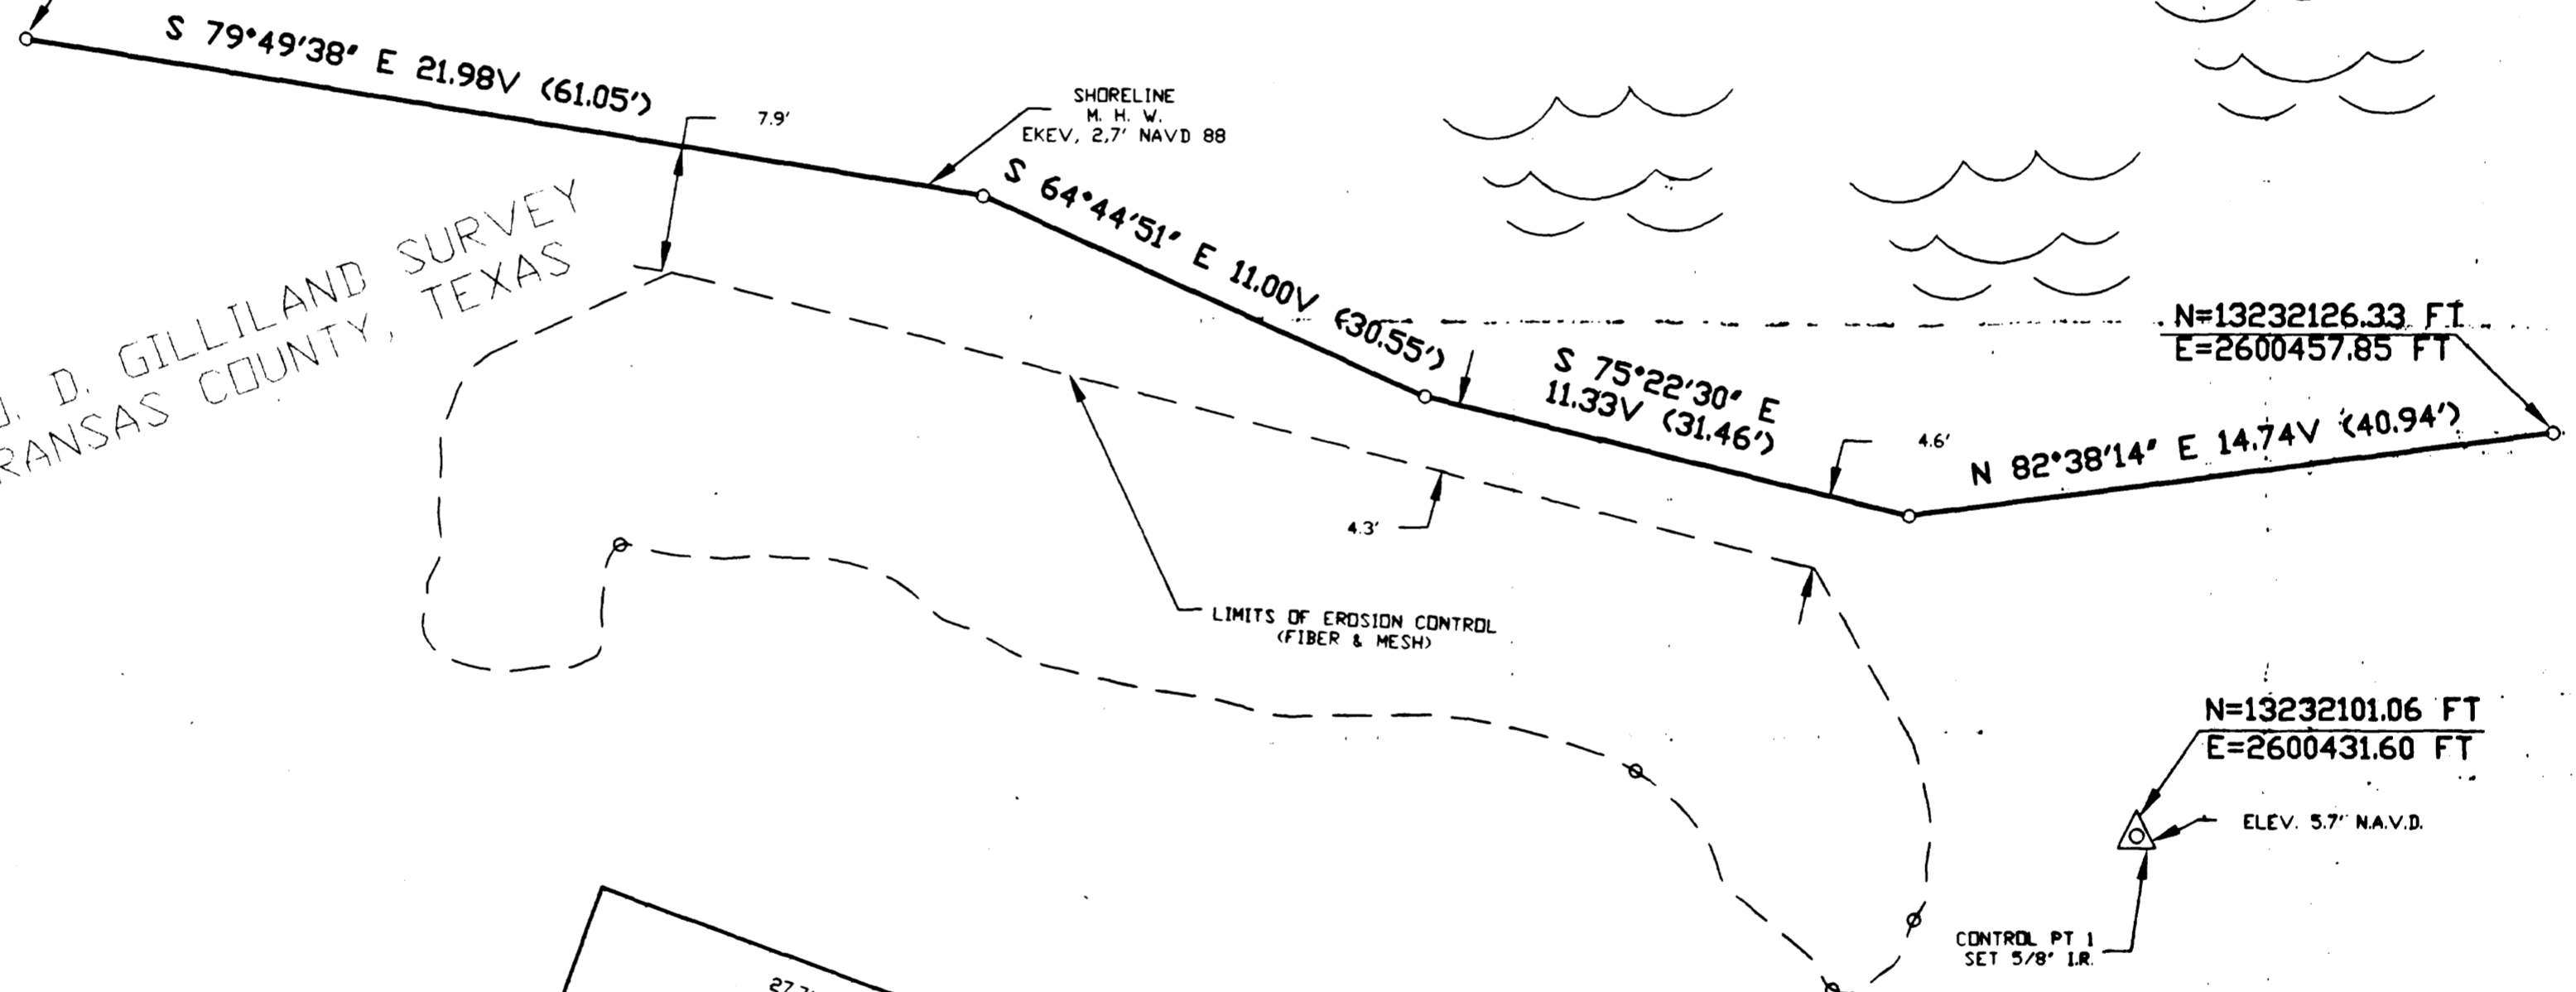 S 79°49'38" E 21.98V (61.05')
7.9'
SHORELINE
M. H. W.
EKEV, 2,7' NAVD 88
S 64°44'51" E 11.00V (30.55')
D. GILLILAND SURVEY
COUNTY, TEXAS
N=13232126.33 FT
E=2600457.85 FT
S 75°22'30" E
11.33V (31.46')
4.6'
N 82°38'14" E 14.74V (40.94')
4.3'
LIMITS OF EROSION CONTROL
(FIBER & MESH)
N=13232101.06 FT
E=2600431.60 FT
ELEV. 5.7' N.A.V.D.
CONTROL PT 1
SET 5/8" I.R.